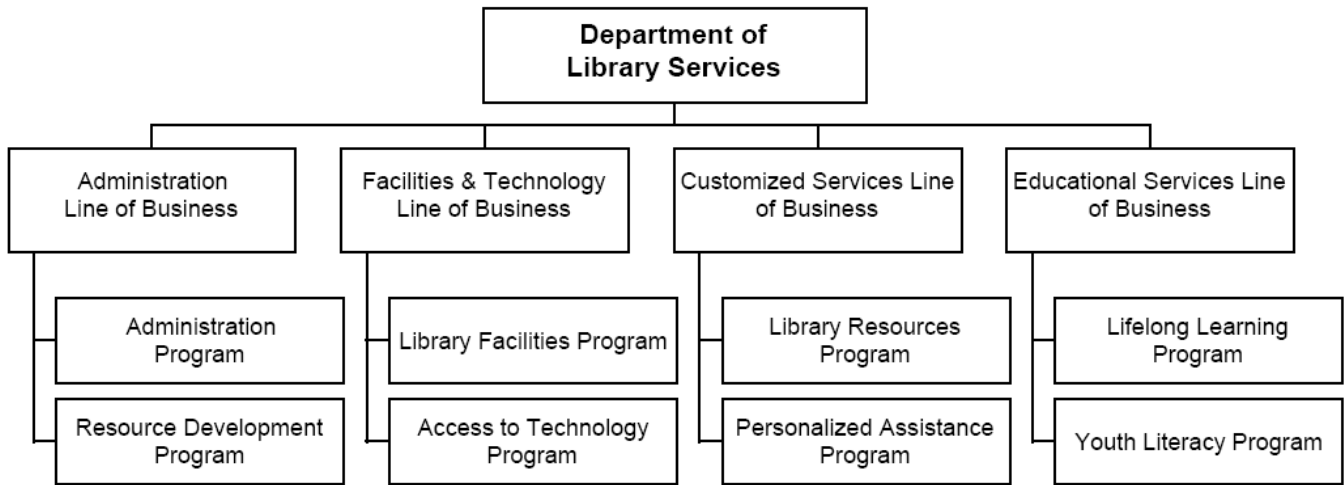 Department of
Library Services
Administration
Line of Business
Facilities & Technology
Line of Business
Customized Services Line
of Business
Educational Services Line
of Business
Administration
Program
Library Facilities Program
Library Resources
Program
Lifelong Learning
Program
Resource Development
Program
Access to Technology
Program
Personalized Assistance
Program
Youth Literacy Program